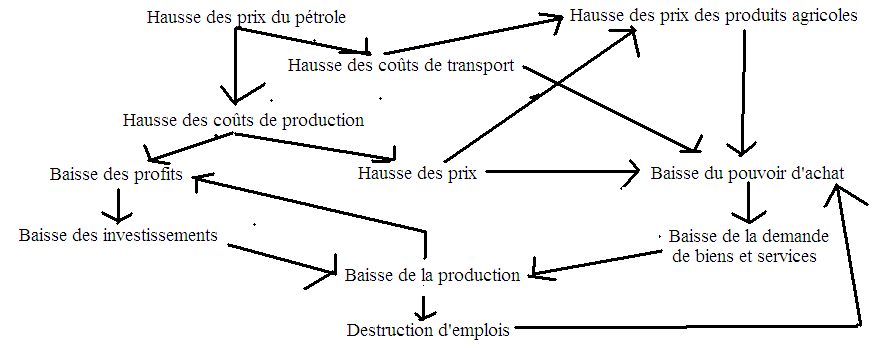 Hausse des prix du pétrole
Hausse des prix des produits agricoles
Hausse des coûts de transport
Hausse des coûts de production
Baisse des profits
Hausse des prix
Baisse du pouvoir d'achat
Baisse des investissements
Baisse de la demande
de biens et services
Baisse de la production
Destruction d'emplois